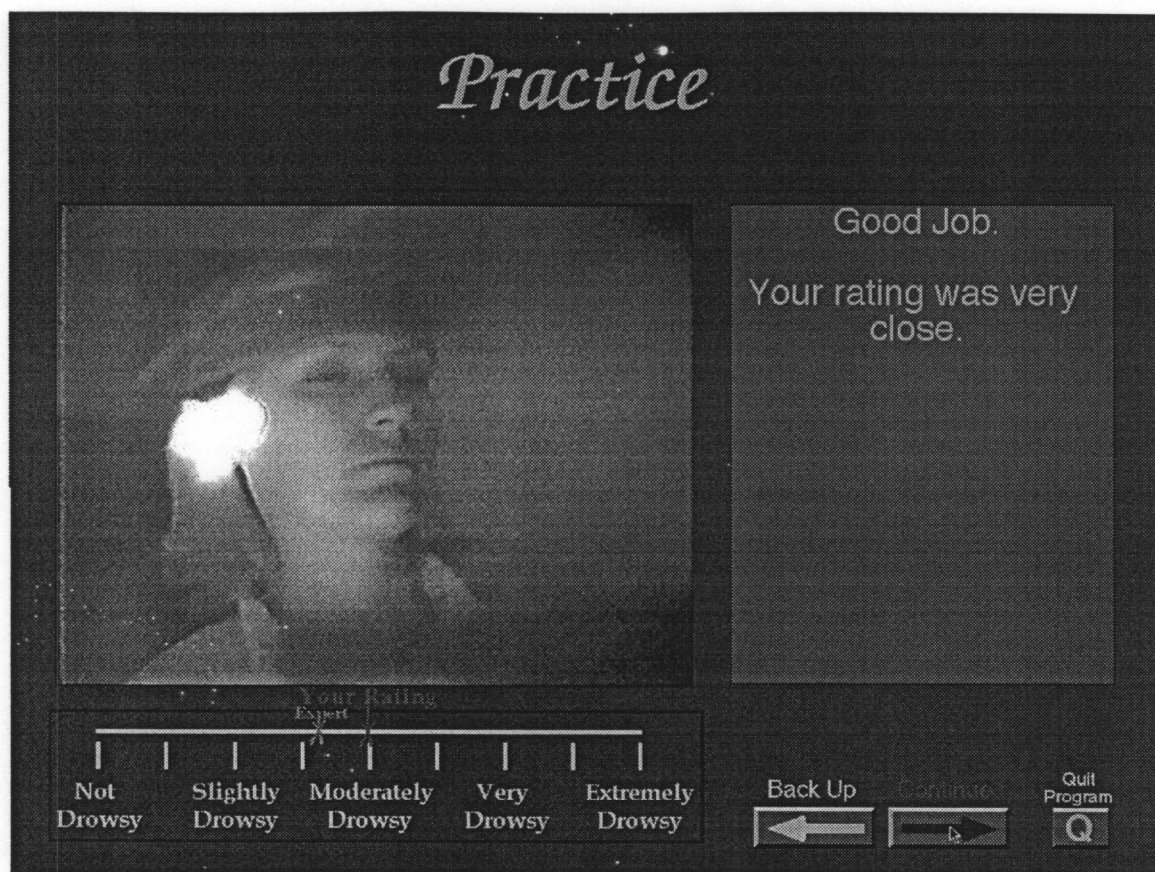 Practice
Good Job.
Your rating was very
close.
Your Rating
Expert
Not Drowsy
Slightly Drowsy
Moderately Drowsy
Very Drowsy
Extremely Drowsy
Back Up
Continue
Quit Program
Q